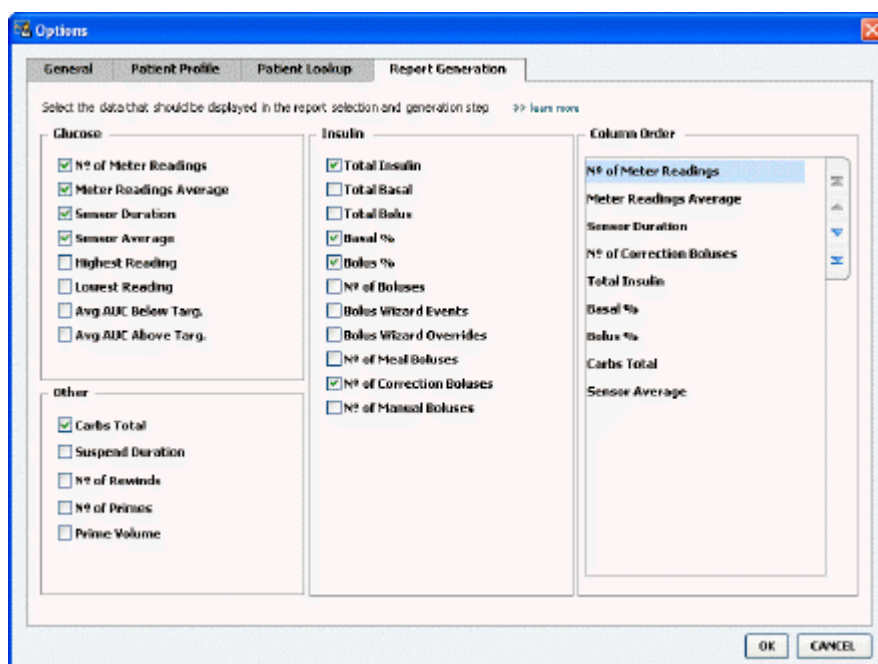 Options
General
Patient Profile
Patient Lookup
Report Generation
Select the data that should be displayed in the report selection and generation step >> learn more
Glucose
Nº of Meter Readings
Meter Readings Average
Sensor Duration
Sensor Average
Highest Reading
Lowest Reading
Avg AUC Below Targ.
Avg AUC Above Targ.
Other
Carbs Total
Suspend Duration
Nº of Rewinds
Nº of Primes
Prime Volume
Insulin
Total Insulin
Total Basal
Total Bolus
Basal %
Bolus %
Nº of Boluses
Bolus Wizard Events
Bolus Wizard Overrides
Nº of Meal Boluses
Nº of Correction Boluses
Nº of Manual Boluses
Column Order
Nº of Meter Readings
Meter Readings Average
Sensor Duration
Nº of Correction Boluses
Total Insulin
Basal %
Bolus %
Carbs Total
Sensor Average
OK
CANCEL